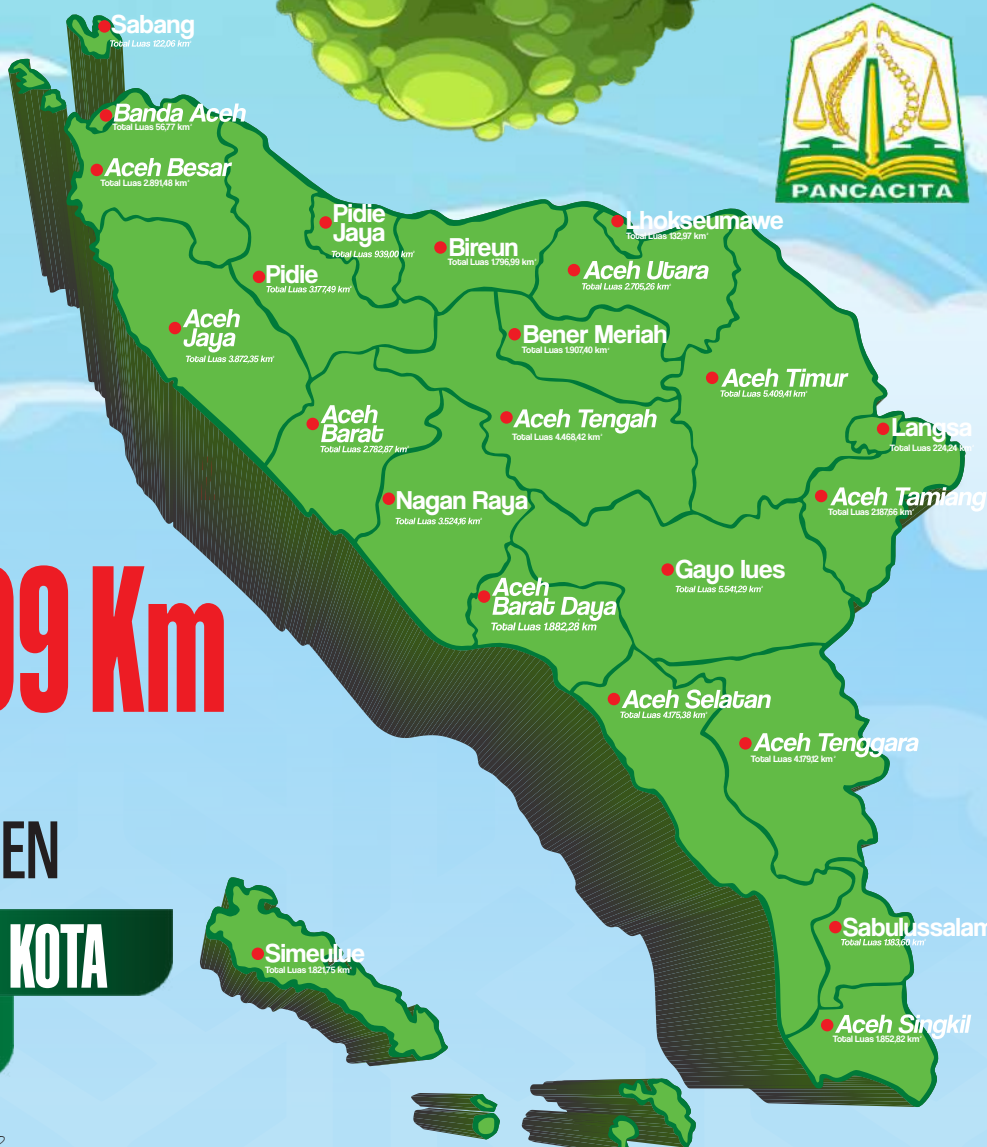 Sabang
Total Luas 122,06 km²
Banda Aceh
Total Luas 56,77 km²
Aceh Besar
Total Luas 2.891,48 km²
PANCACITA
Pidie
Jaya
Total Luas 939,00 km²
Lhokseumawe
Total Luas 132,97 km²
Bireun
Total Luas 1.796,99 km²
Aceh Utara
Total Luas 2.705,26 km²
Pidie
Total Luas 3.177,49 km²
Aceh
Jaya
Total Luas 3.872,35 km²
Bener Meriah
Total Luas 1.907,40 km²
Aceh Timur
Total Luas 5.409,41 km²
Aceh
Barat
Total Luas 2.782,87 km²
Aceh Tengah
Total Luas 4.468,42 km²
Langsa
Total Luas 224,24 km
Nagan Raya
Total Luas 3.524,16 km²
Aceh Tamiang
Total Luas 2.187,66 km²
Gayo lues
Total Luas 5.541,29 km²
Aceh
Barat Daya
Total Luas 1.882,28 km
09 Km
Aceh Selatan
Total Luas 4.175,38 km²
Aceh Tenggara
Total Luas 4.179,12 km²
EN
KOTA
Simeulue
Total Luas 1.821,75 km²
Sabulussalam
Total Luas 1.183,60 km²
Aceh Singkil
Total Luas 1.852,82 km²